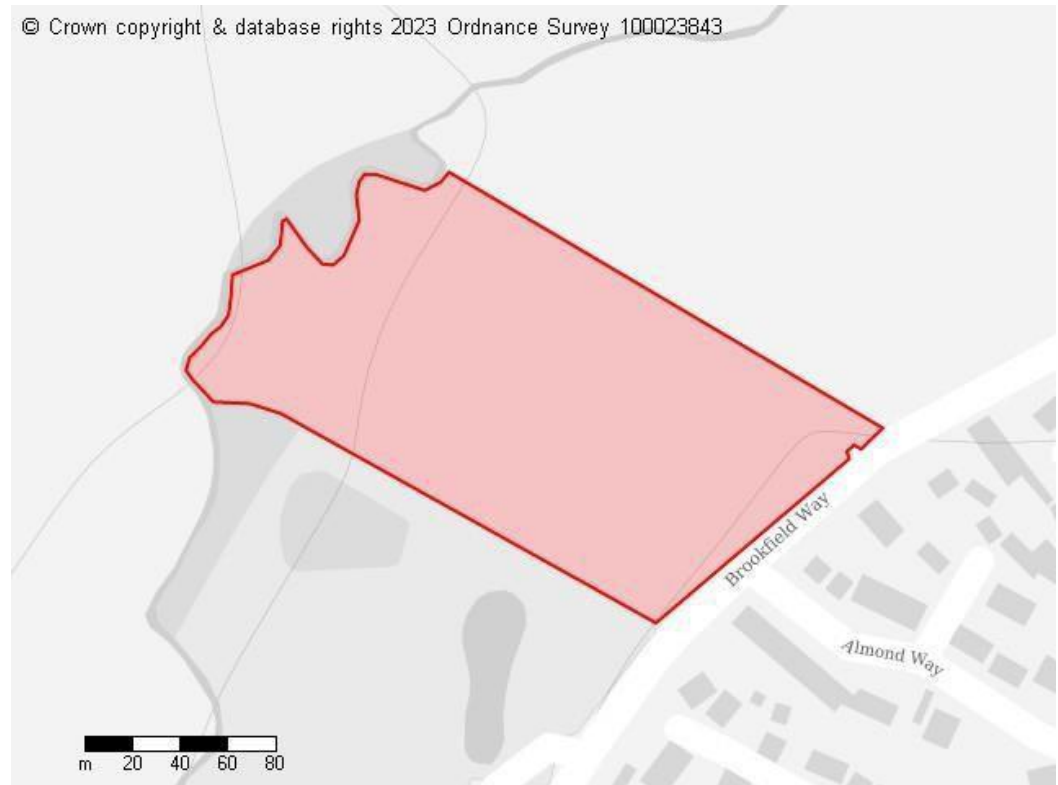 © Crown copyright & database rights 2023 Ordnance Survey 100023843
Brookfield Way
Almond Way
m 20 40 60 80